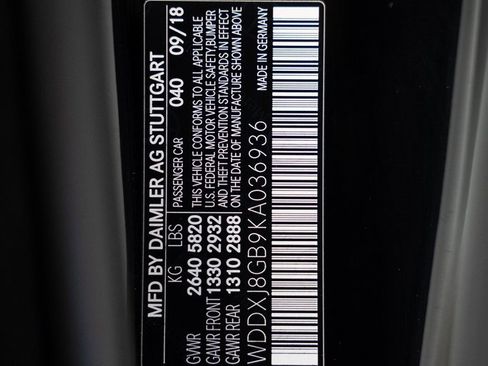 MFD BY DAIMLER AG STUTTGART
KG LBS PASSENGER CAR 040 09/18
GVWR 2640 5820 THIS VEHICLE CONFORMS TO ALL APPLICABLE
U.S. FEDERAL MOTOR VEHICLE SAFETY, BUMPER
GAWR FRONT 1330 2932 AND THEFT PREVENTION STANDARDS IN EFFECT
GAWR REAR 1310 2888 ON THE DATE OF MANUFACTURE SHOWN ABOVE
WDDXJ8GB9KA036936 MADE IN GERMANY